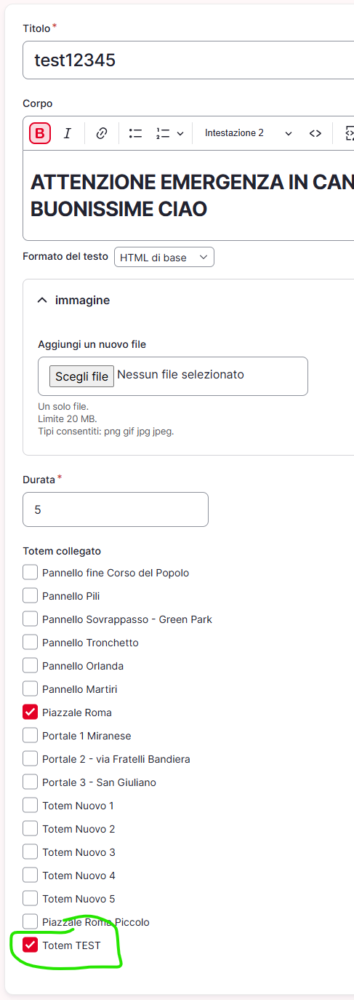 Titolo *
test12345
Corpo
B I Intestazione 2
ATTENZIONE EMERGENZA IN CAN
BUONISSIME CIAO
Formato del testo HTML di base
immagine
Aggiungi un nuovo file
Scegli file Nessun file selezionato
Un solo file.
Limite 20 MB.
Tipi consentiti: png gif jpg jpeg.
Durata *
5
Totem collegato
Pannello fine Corso del Popolo
Pannello Pili
Pannello Sovrappasso - Green Park
Pannello Tronchetto
Pannello Orlanda
Pannello Martiri
Piazzale Roma
Portale 1 Miranese
Portale 2 - via Fratelli Bandiera
Portale 3 - San Giuliano
Totem Nuovo 1
Totem Nuovo 2
Totem Nuovo 3
Totem Nuovo 4
Totem Nuovo 5
Piazzale Roma Piccolo
Totem TEST